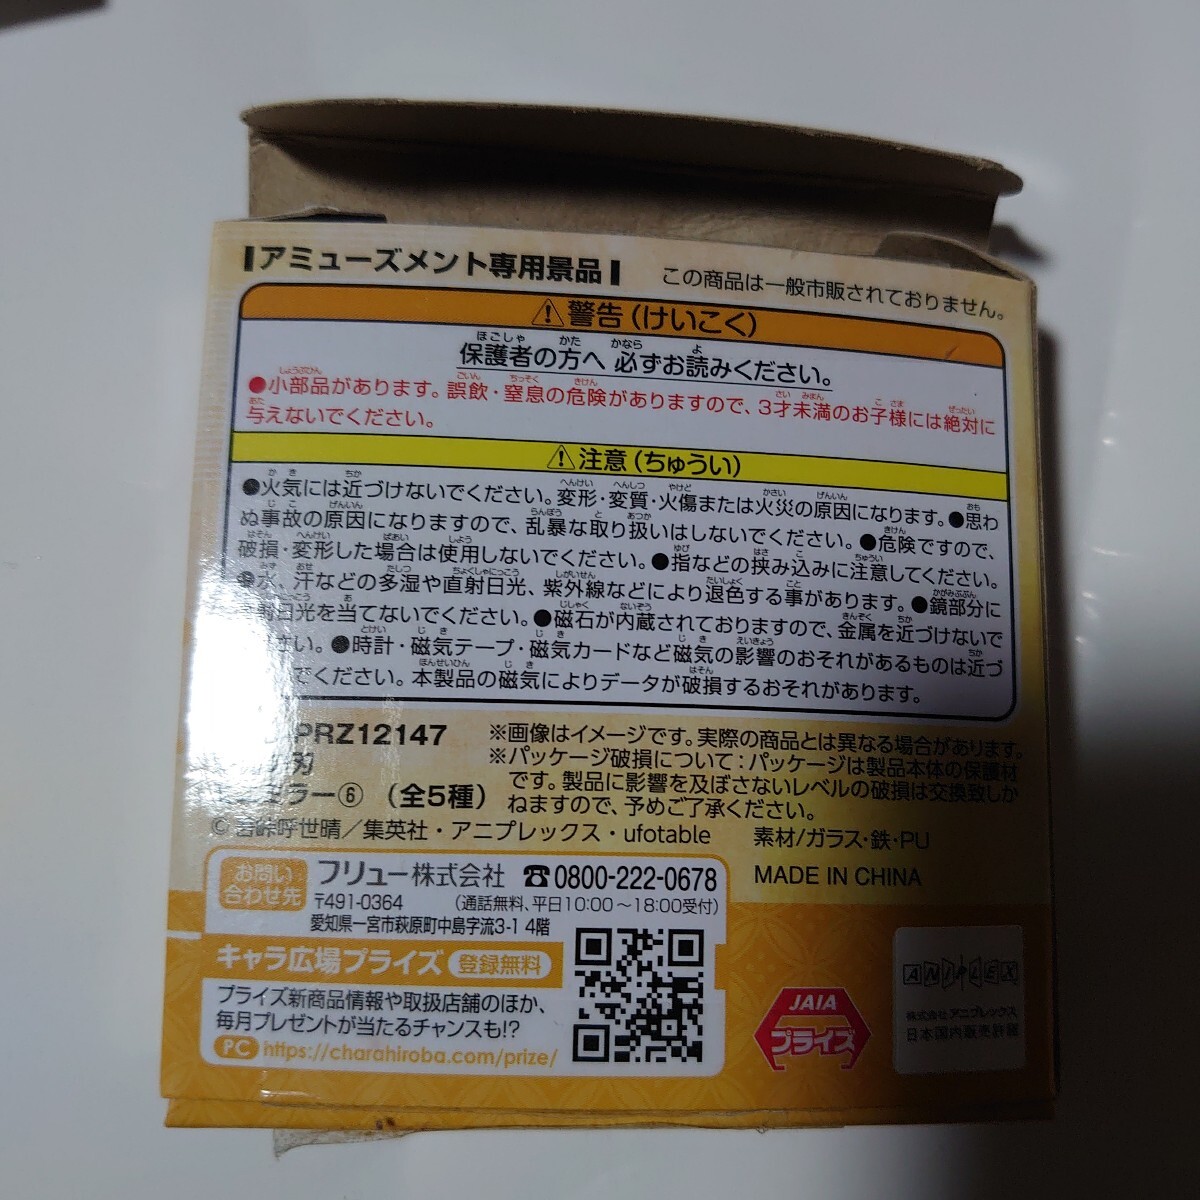 アミューズメント専用景品 この商品は一般市販されておりません。
⚠警告(けいこく)
保護者の方へ 必ずお読みください。
●小部品があります。誤飲・窒息の危険がありますので、3才未満のお子様には絶対に
与えないでください。
⚠注意(ちゅうい)
●火気には近づけないでください。変形・変質・火傷または火災の原因になります。●思わ
ぬ事故の原因になりますので、乱暴な取り扱いはしないでください。●危険ですので、
破損・変形した場合は使用しないでください。●指などの挟み込みに注意してください。
●水、汗などの多湿や直射日光、紫外線などにより退色する事があります。●鏡部分に
射日光を当てないでください。●磁石が内蔵されておりますので、金属を近づけないで
さい。●時計・磁気テープ・磁気カードなど磁気の影響のおそれがあるものは近づ
でください。本製品の磁気によりデータが破損するおそれがあります。
PRZ12147
刃
ミラー⑥ (全5種)
※画像はイメージです。実際の商品とは異なる場合があります。
※パッケージ破損について:パッケージは製品本体の保護材
です。製品に影響を及ぼさないレベルの破損は交換致しか
ねますので、予めご了承ください。
©吾峠呼世晴/集英社・アニプレックス・ufotable
素材/ガラス・鉄・PU
MADE IN CHINA
お問い
合わせ先
フリュー株式会社 ☎0800-222-0678
〒491-0364 (通話無料、平日10:00~18:00受付)
愛知県一宮市萩原町中島字流3-1 4階
キャラ広場プライズ 登録無料
プライズ新商品情報や取扱店舗のほか、
毎月プレゼントが当たるチャンスも!?
PC https://charahiroba.com/prize/
JAIA
プライズ
ANIPLEX
株式会社アニプレックス
日本国内販売許諾